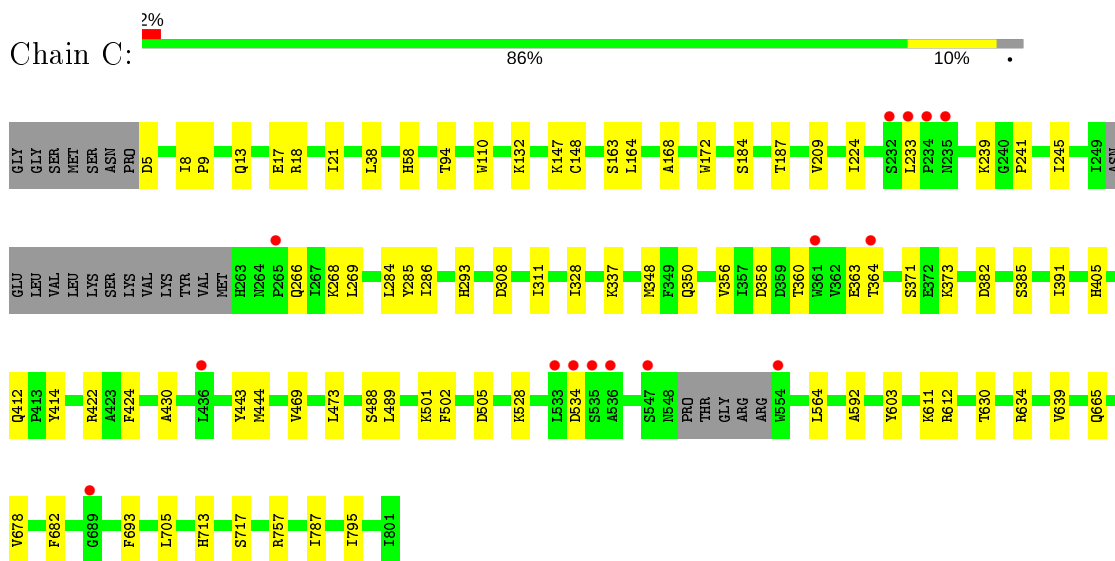 2%
Chain C:
86% 10% •
GLY GLY SER MET SER ASN PRO D5 I8 P9 Q13 E17 R18 I21 L38 H58 T94 W110 K132 K147 C148 S163 L164 A168 W172 S184 T187 V209 I224 S232 L233 P234 N235 K239 G240 P241 I245 I249 ASN
GLU LEU VAL LEU LYS SER LYS VAL LYS TYR VAL MET H263 N264 P265 Q266 I267 K268 L269 L284 Y285 I286 H293 D308 I311 I328 K337 M348 F349 Q350 V356 I357 D358 D359 T360 W361 V362 E363 T364 S371 E372 K373 D382 S385 I391 H405
Q412 P413 Y414 R422 A423 F424 A430 L436 Y443 M444 V469 L473 S488 L489 K501 F502 D505 K528 L533 D534 S535 A536 S547 N548 PRO THR GLY ARG ARG W554 L564 A592 Y603 K611 R612 T630 R634 V639 Q665
V678 F682 G689 F693 L705 H713 S717 R757 I787 I795 I801